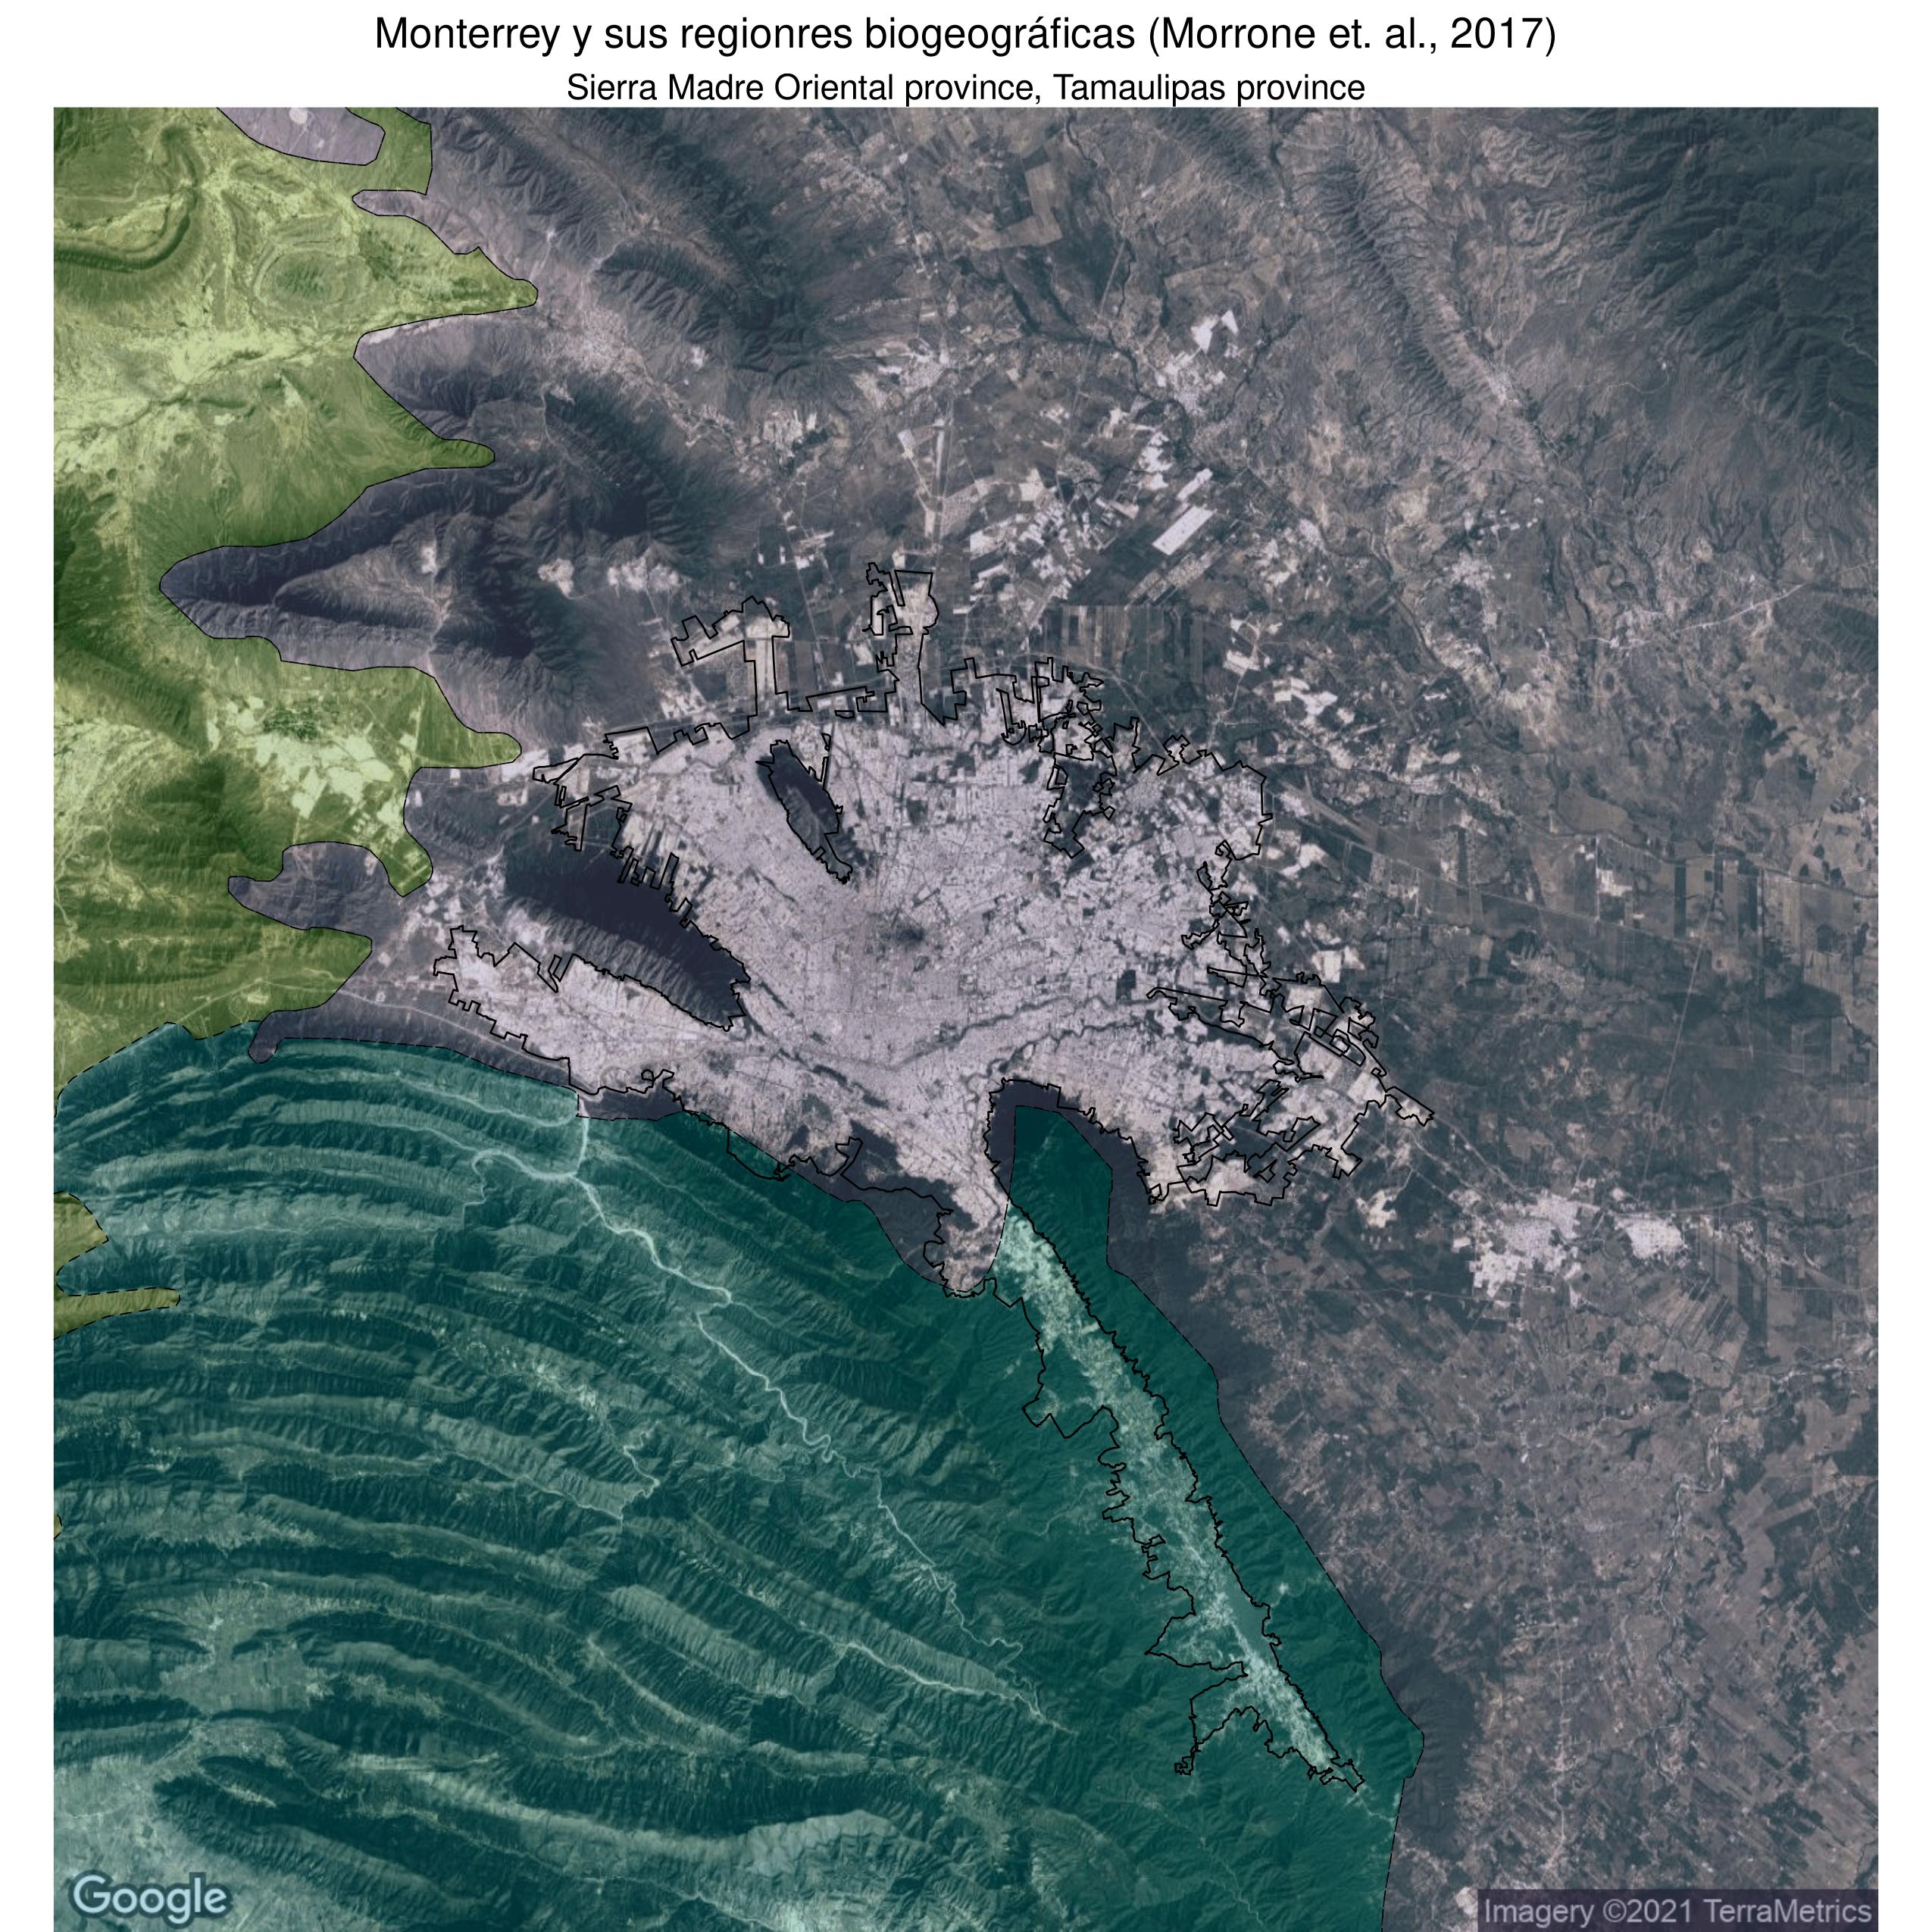 Monterrey y sus regionres biogeográficas (Morrone et. al., 2017)
Sierra Madre Oriental province, Tamaulipas province
Google
Imagery ©2021 TerraMetrics